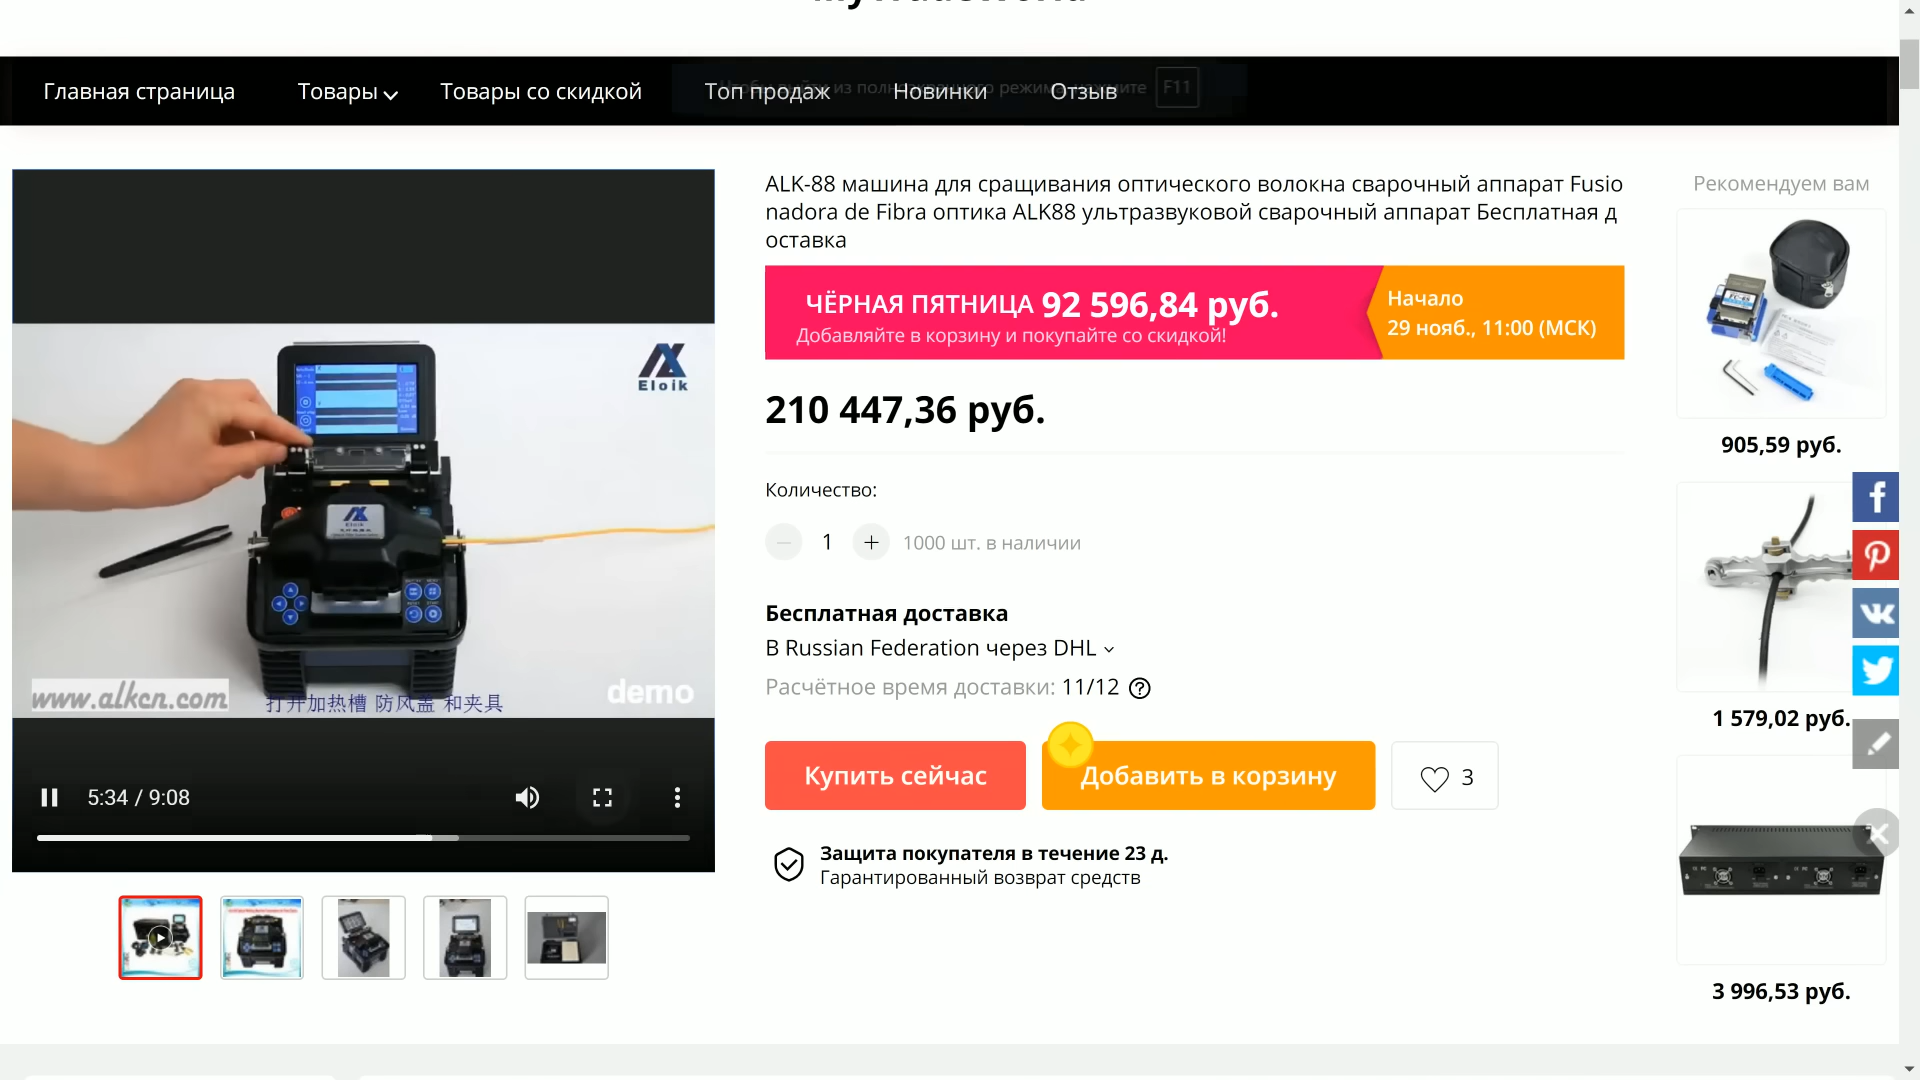 Главная страница
Товары
Товары со скидкой
Топ продаж
Новинки
Отзыв
F11
ALK-88 машина для сращивания оптического волокна сварочный аппарат Fusio
nadora de Fibra оптика ALK88 ультразвуковой сварочный аппарат Бесплатная д
оставка
ЧЁРНАЯ ПЯТНИЦА 92 596,84 руб.
Добавляйте в корзину и покупайте со скидкой!
Начало
29 нояб., 11:00 (МСК)
210 447,36 руб.
Количество:
1
1000 шт. в наличии
Бесплатная доставка
В Russian Federation через DHL
Расчётное время доставки: 11/12
Купить сейчас
Добавить в корзину
3
Защита покупателя в течение 23 д.
Гарантированный возврат средств
Eloik
www.alkcn.com
打开加热槽 防风盖 和夹具
demo
5:34 / 9:08
Рекомендуем вам
905,59 руб.
1 579,02 руб.
3 996,53 руб.